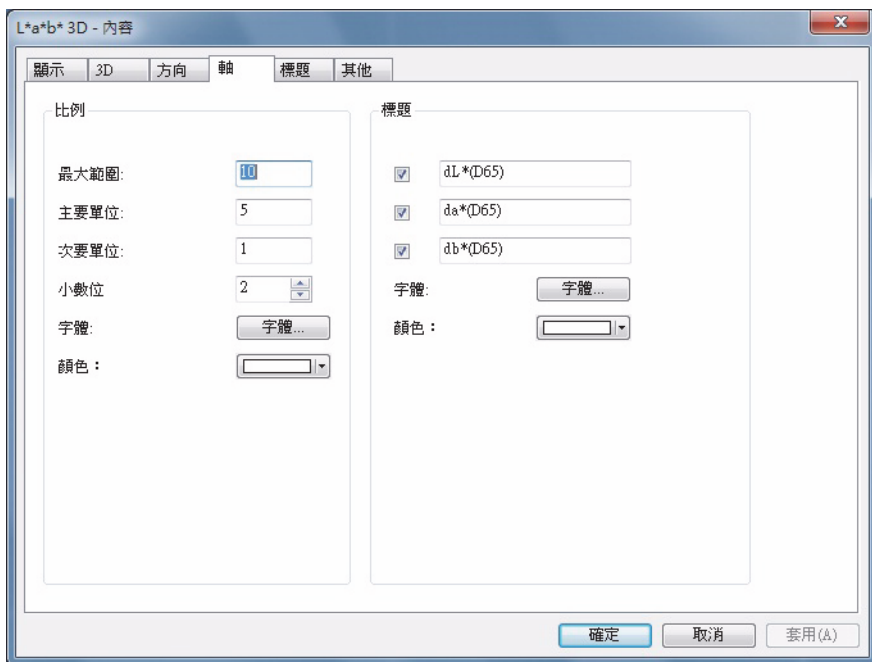 L*a*b* 3D - 內容
x
顯示 3D 方向 軸 標題 其他
比例
最大範圍: 10
主要單位: 5
次要單位: 1
小數位 2
字體: 字體...
顏色：
標題
dL*(D65)
da*(D65)
db*(D65)
字體: 字體...
顏色：
確定 取消 套用(A)